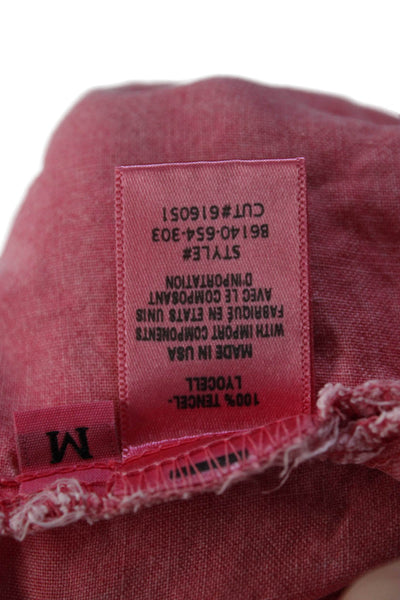 100% TENCEL-
LYOCELL
MADE IN USA
WITH IMPORT COMPONENTS
FABRIQUÉ EN ETATS UNIS
AVEC LE COMPOSANT
D'INPORTATION
STYLE#
B6140-654-303
CUT#616051
M